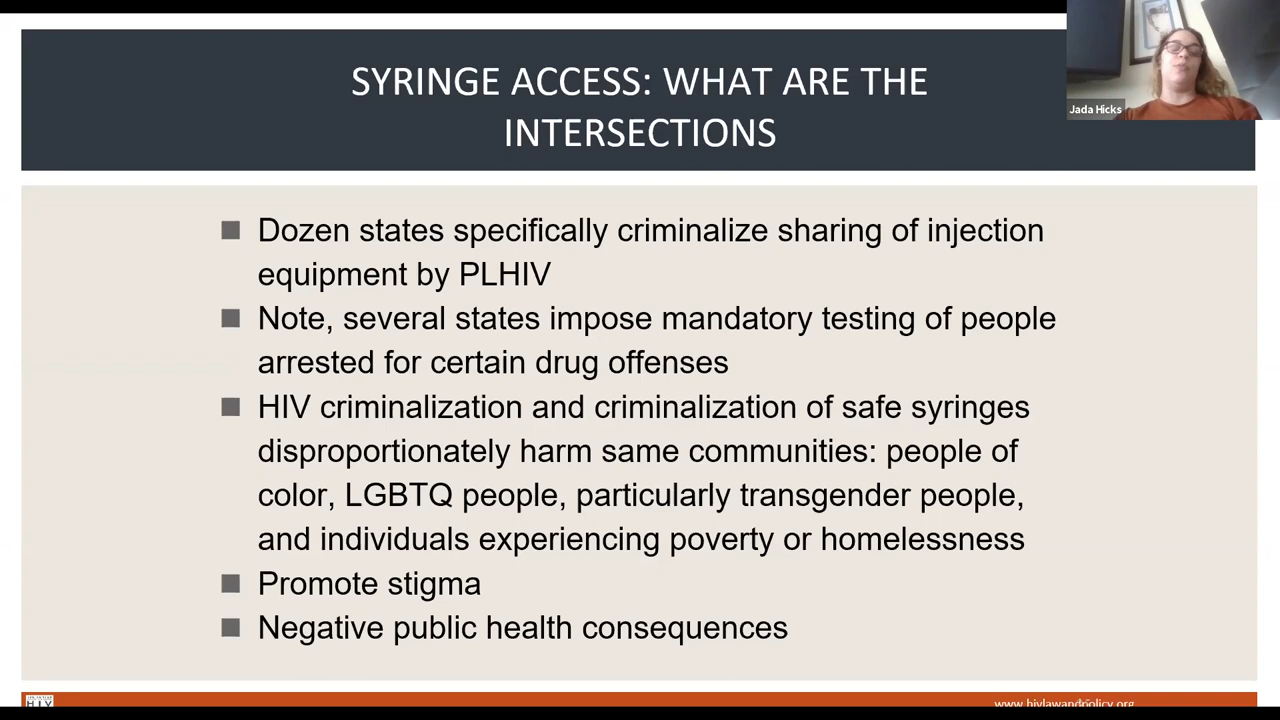 SYRINGE ACCESS: WHAT ARE THE
INTERSECTIONS
Jada Hicks
Dozen states specifically criminalize sharing of injection
equipment by PLHIV
Note, several states impose mandatory testing of people
arrested for certain drug offenses
HIV criminalization and criminalization of safe syringes
disproportionately harm same communities: people of
color, LGBTQ people, particularly transgender people,
and individuals experiencing poverty or homelessness
Promote stigma
Negative public health consequences
HIV
www.hivlawandpolicy.org